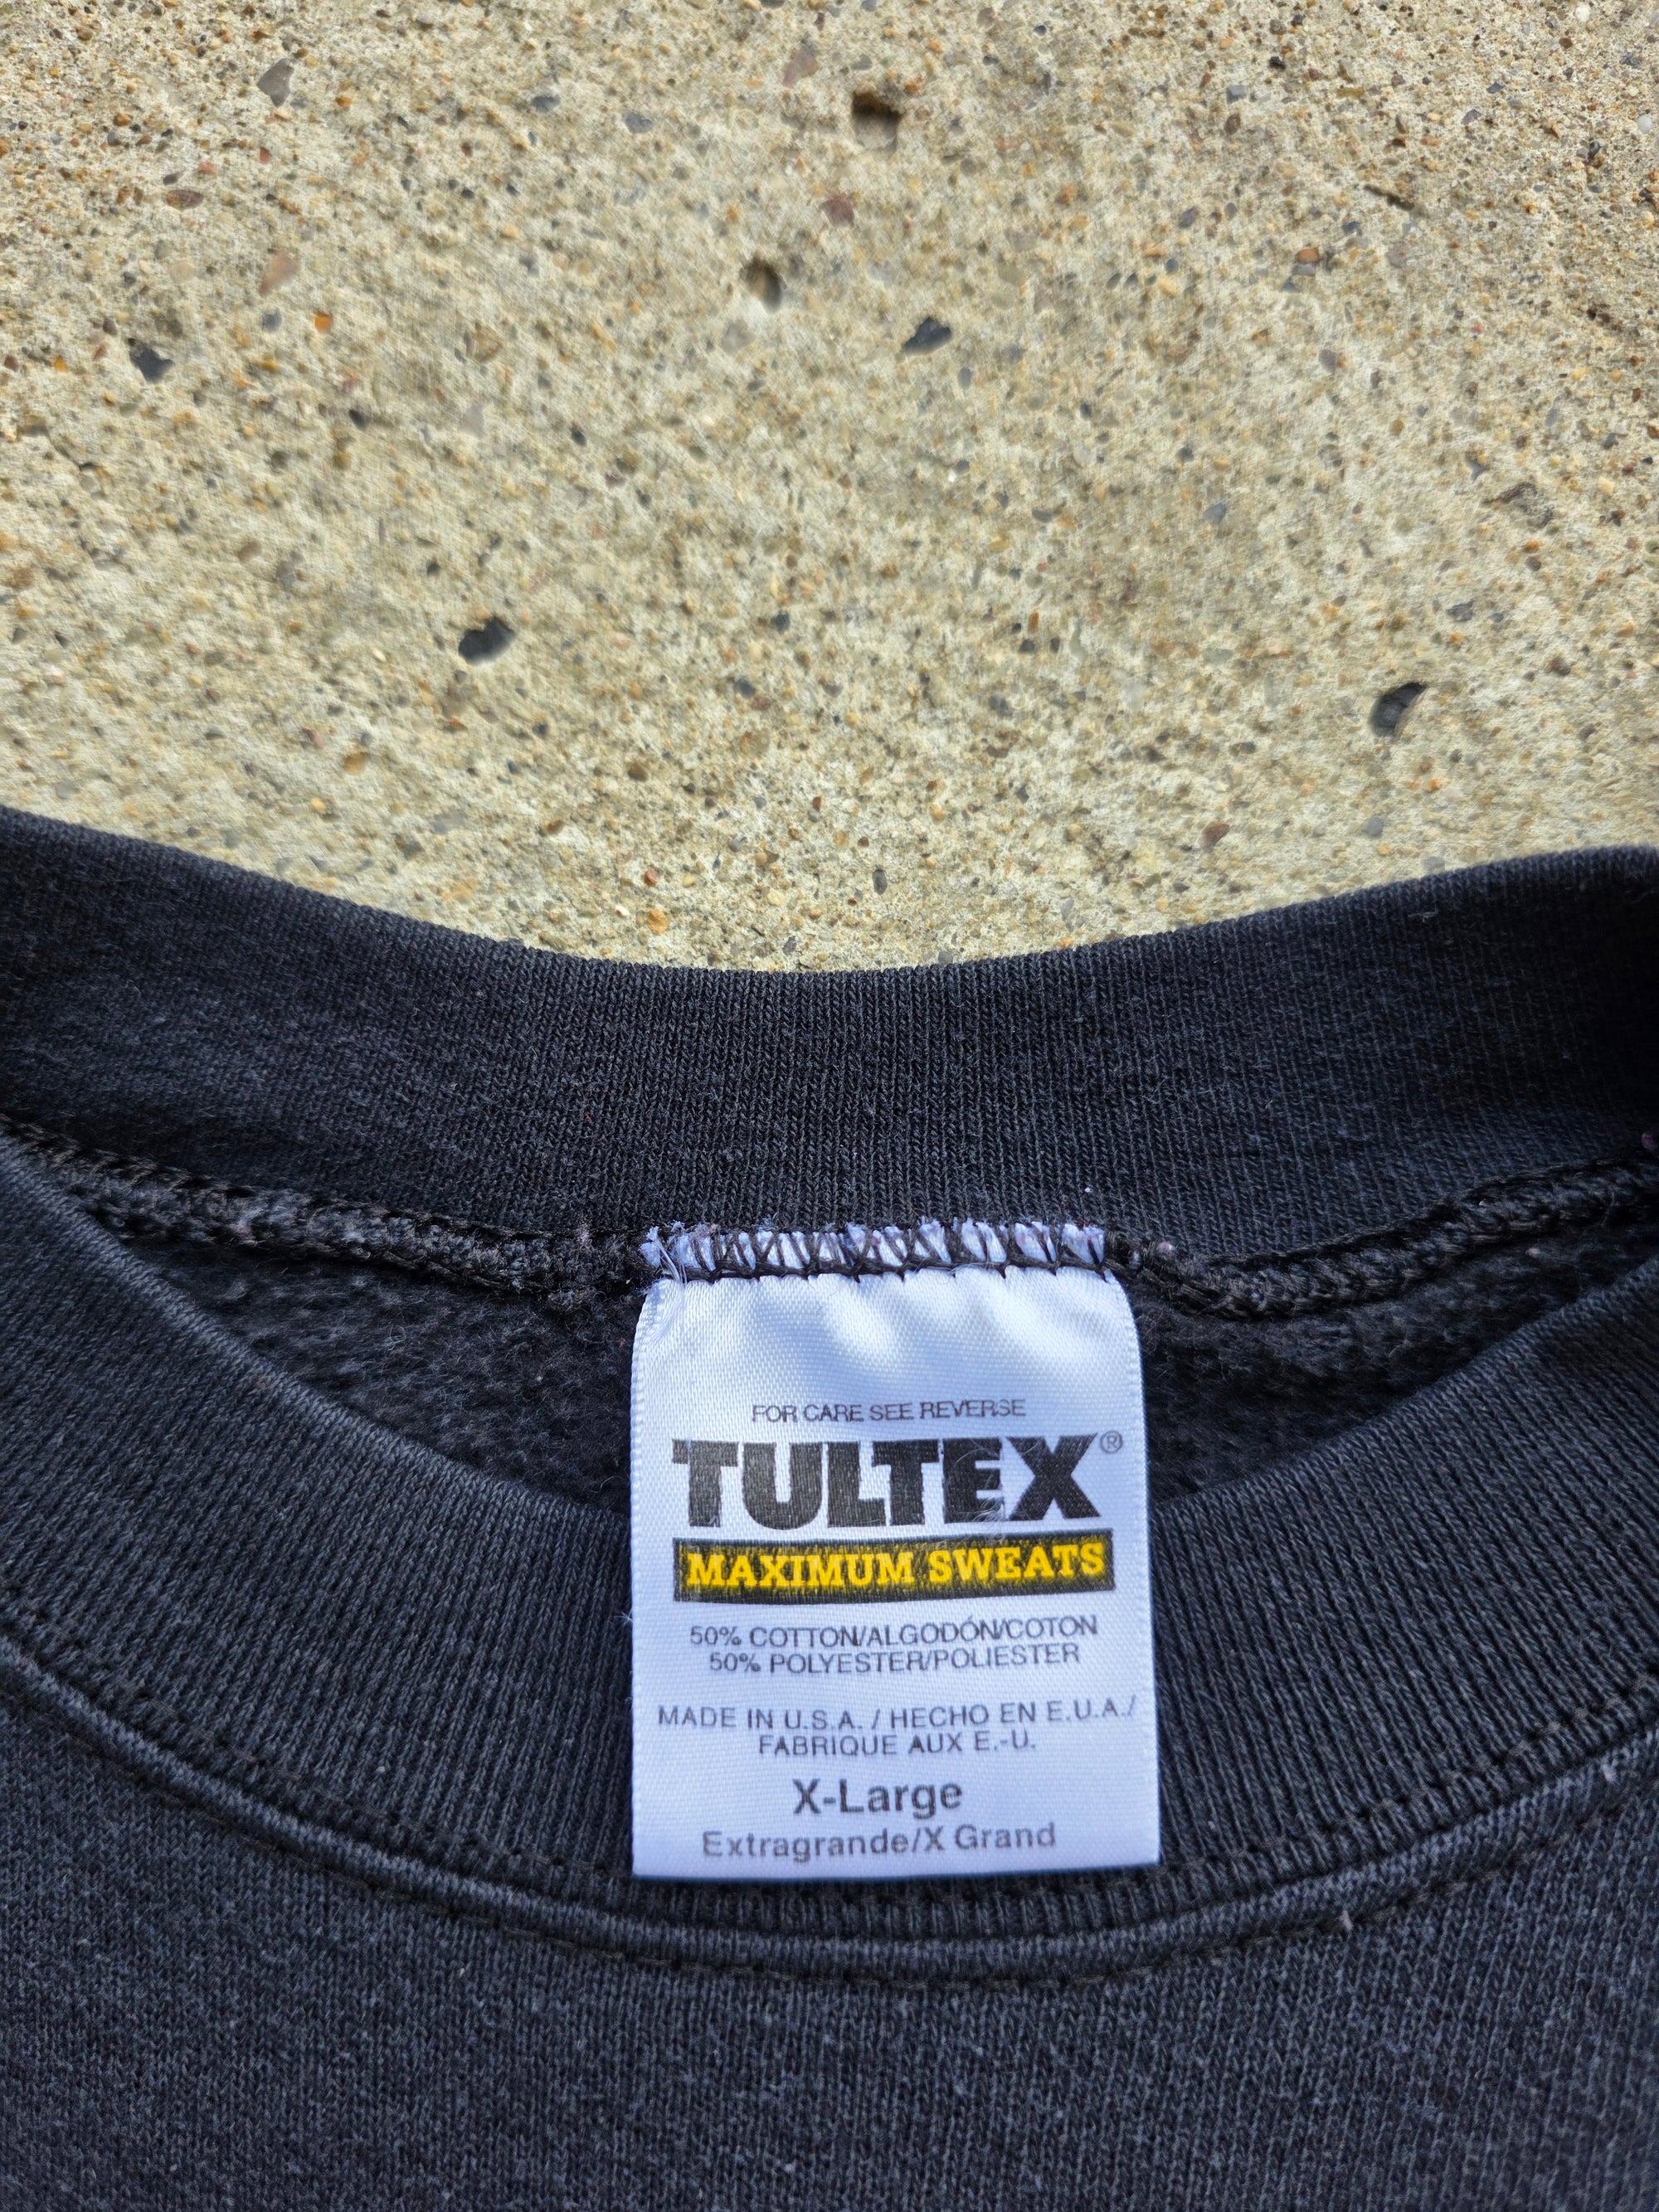 FOR CARE SEE REVERSE
TULTEX®
MAXIMUM SWEATS
50% COTTON/ALGODÓN/COTON
50% POLYESTER/POLIESTER
MADE IN U.S.A. / HECHO EN E.U.A./
FABRIQUE AUX E.-U.
X-Large
Extragrande/X Grand